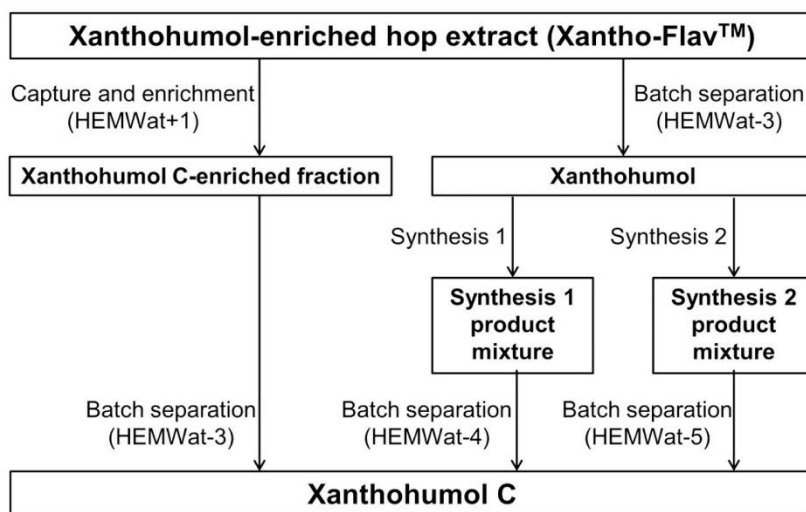 Xanthohumol-enriched hop extract (Xantho-Flav™)
Capture and enrichment
(HEMWat+1)
Batch separation
(HEMWat-3)
Xanthohumol C-enriched fraction
Xanthohumol
Synthesis 1
Synthesis 2
Synthesis 1
product
mixture
Synthesis 2
product
mixture
Batch separation
(HEMWat-3)
Batch separation
(HEMWat-4)
Batch separation
(HEMWat-5)
Xanthohumol C